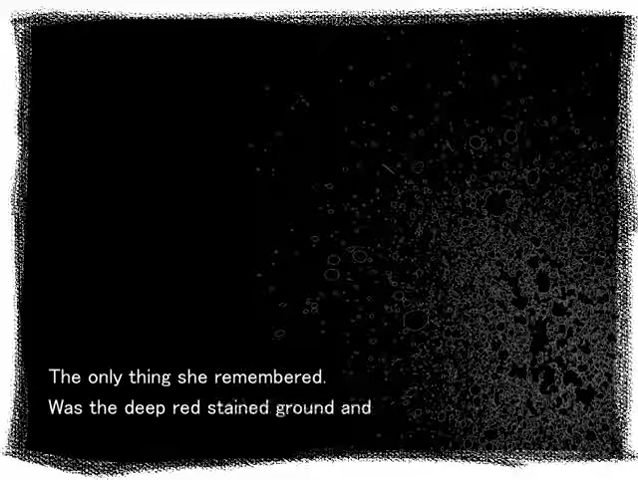 The only thing she remembered.
Was the deep red stained ground and